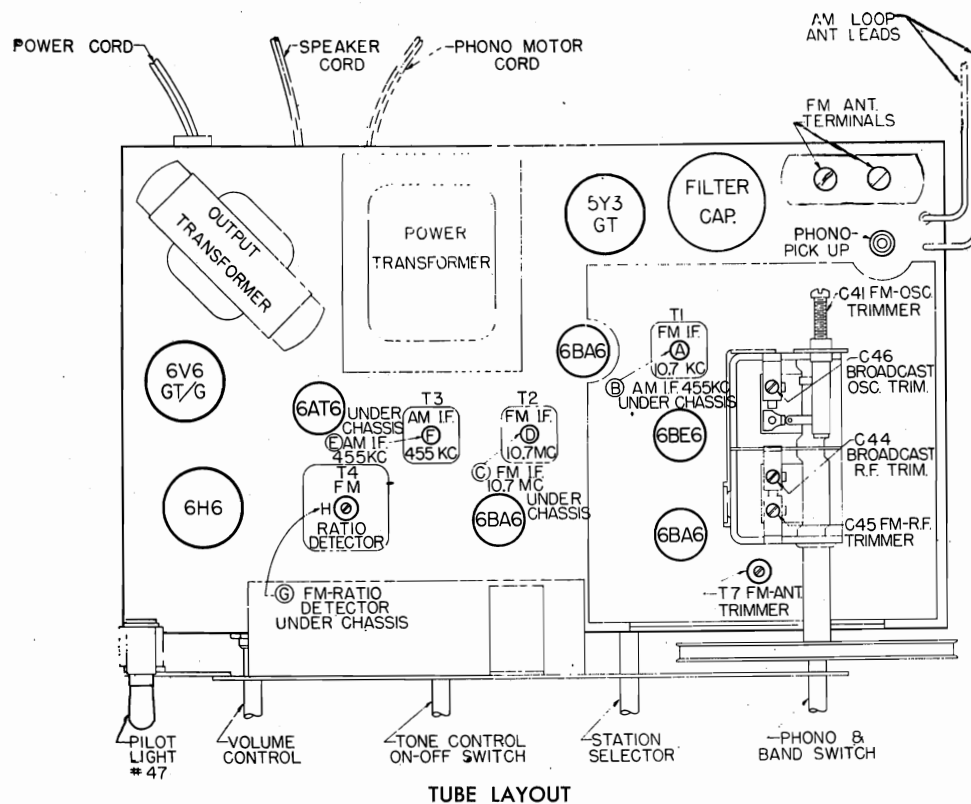 AM LOOP
ANT LEADS
POWER CORD
SPEAKER
CORD
PHONO MOTOR
CORD
FM ANT.
TERMINALS
OUTPUT
TRANSFORMER
POWER
TRANSFORMER
5Y3
GT
FILTER
CAP.
PHONO-
PICK UP
C41 FM-OSC.
TRIMMER
T1
FM I.F.
A
10.7 KC
6BA6
B AM I.F. 455KC
UNDER CHASSIS
C46
BROADCAST
OSC. TRIM.
6V6
GT/G
6AT6
UNDER
CHASSIS
E AM I.F.
455KC
T3
AM I.F.
F
455 KC
T2
FM I.F.
D
10.7MC
C FM I.F.
10.7 MC
UNDER
CHASSIS
6BE6
C44
BROADCAST
R.F. TRIM.
6H6
T4
FM
H
RATIO
DETECTOR
6BA6
6BA6
C45 FM-R.F.
TRIMMER
T7 FM-ANT.
TRIMMER
G FM-RATIO
DETECTOR
UNDER CHASSIS
PILOT
LIGHT
#47
VOLUME
CONTROL
TONE CONTROL
ON-OFF SWITCH
STATION
SELECTOR
PHONO &
BAND SWITCH
TUBE LAYOUT